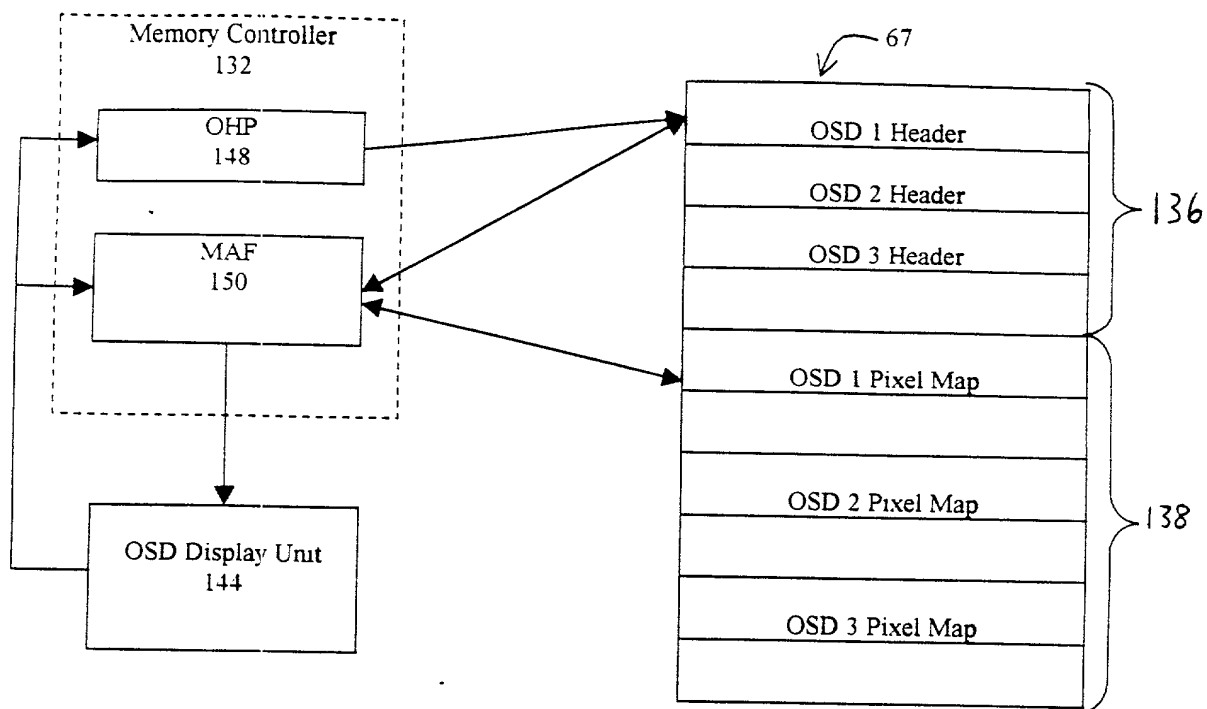 Memory Controller
132
OHP
148
MAF
150
OSD Display Unit
144
67
OSD 1 Header
OSD 2 Header
OSD 3 Header
136
OSD 1 Pixel Map
OSD 2 Pixel Map
OSD 3 Pixel Map
138